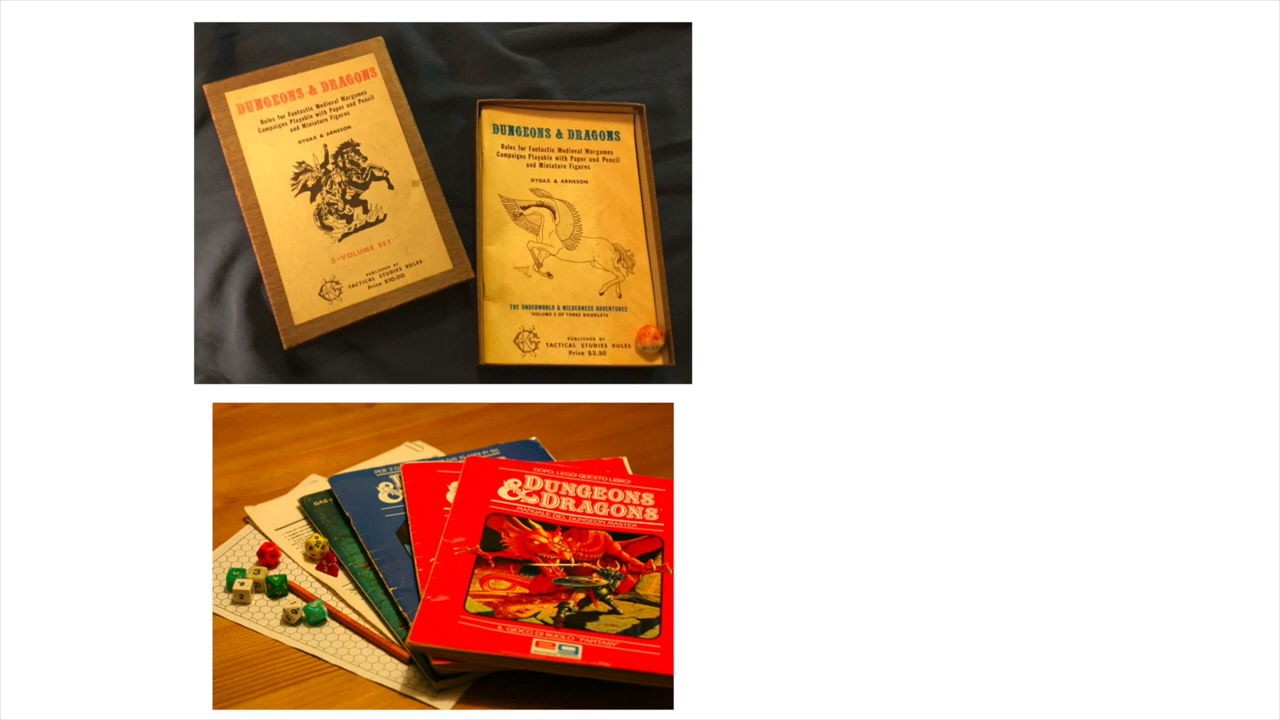 DUNGEONS & DRAGONS
Rules for Fantastic Medieval Wargames
Campaigns Playable with Paper and Pencil
and Miniature Figures
GYGAX & ARNESON
3-VOLUME SET
PUBLISHED BY
TACTICAL STUDIES RULES
Price $10.00
DUNGEONS & DRAGONS
Rules for Fantastic Medieval Wargames
Campaigns Playable with Paper and Pencil
and Miniature Figures
GYGAX & ARNESON
THE UNDERWORLD & WILDERNESS ADVENTURES
VOLUME 3 OF THREE BOOKLETS
PUBLISHED BY
TACTICAL STUDIES RULES
Price $3.50
DOPO, LEGGI QUESTO LIBRO!
DUNGEONS
& DRAGONS
MANUALE DEL DUNGEON MASTER
IL GIOCO DI RUOLO "FANTASY"